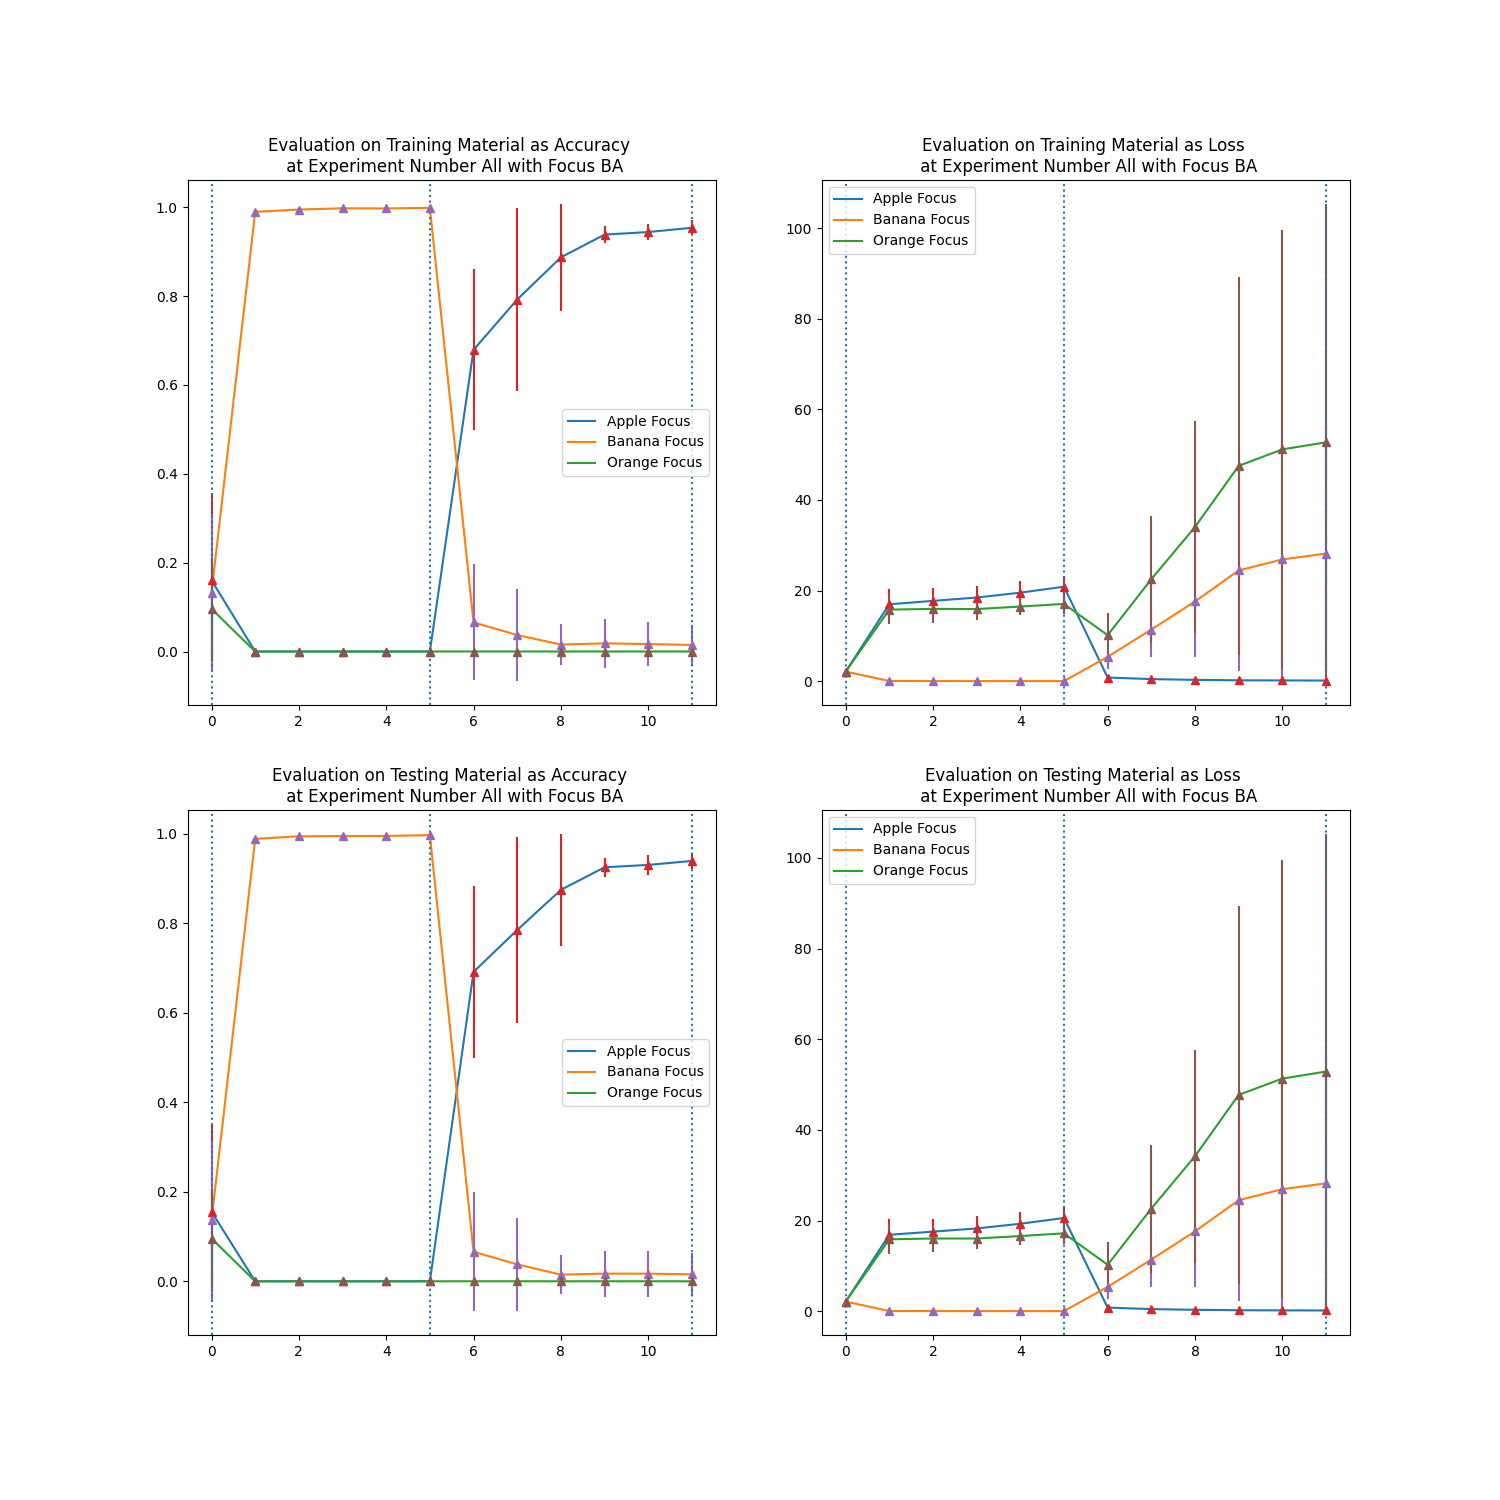 Evaluation on Training Material as Accuracy
at Experiment Number All with Focus BA
1.0
0.8
0.6
0.4
0.2
0.0
Apple Focus
Banana Focus
Orange Focus
0 2 4 6 8 10
Evaluation on Training Material as Loss
at Experiment Number All with Focus BA
Apple Focus
Banana Focus
Orange Focus
100
80
60
40
20
0
0 2 4 6 8 10
Evaluation on Testing Material as Accuracy
at Experiment Number All with Focus BA
1.0
0.8
0.6
0.4
0.2
0.0
Apple Focus
Banana Focus
Orange Focus
0 2 4 6 8 10
Evaluation on Testing Material as Loss
at Experiment Number All with Focus BA
Apple Focus
Banana Focus
Orange Focus
100
80
60
40
20
0
0 2 4 6 8 10